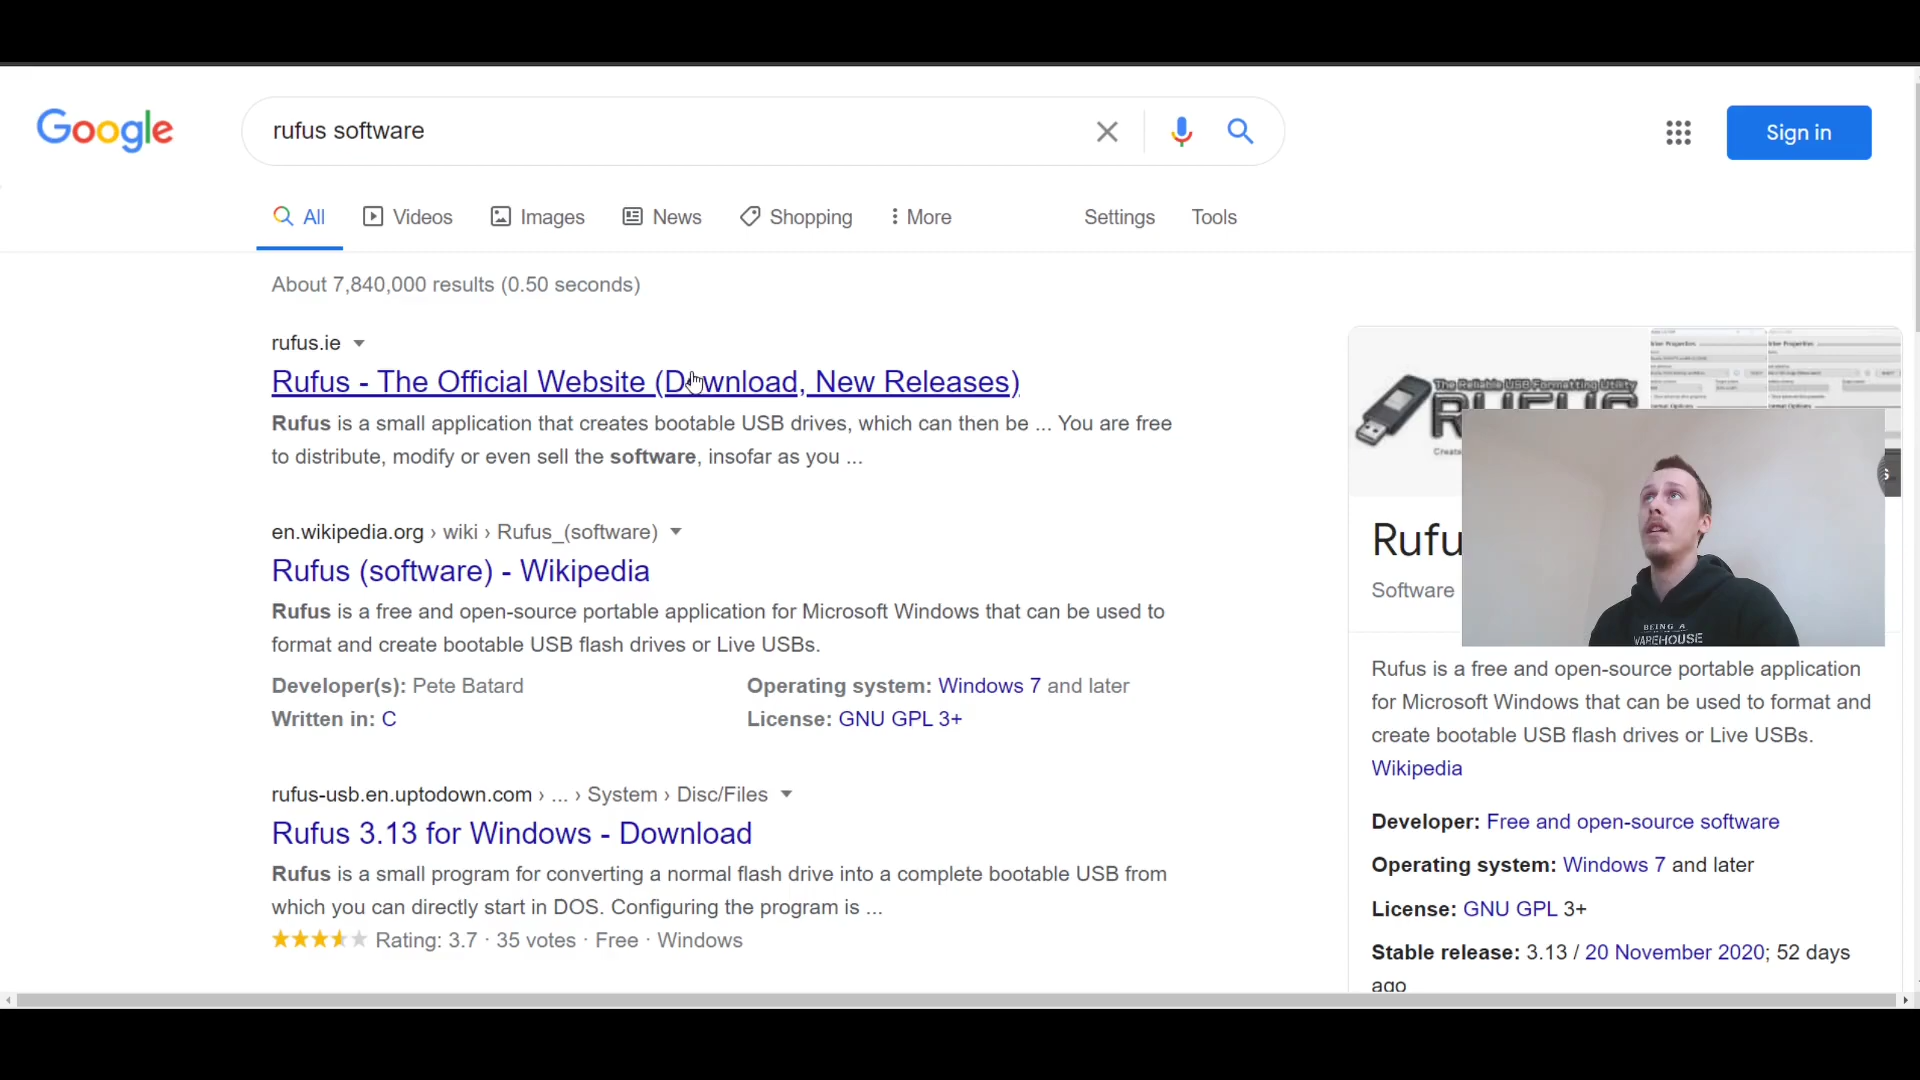 Google
rufus software
Sign in
All
Videos
Images
News
Shopping
More
Settings
Tools
About 7,840,000 results (0.50 seconds)
rufus.ie
Rufus - The Official Website (Download, New Releases)
Rufus is a small application that creates bootable USB drives, which can then be ... You are free
to distribute, modify or even sell the software, insofar as you ...
en.wikipedia.org › wiki › Rufus_(software)
Rufus (software) - Wikipedia
Rufus is a free and open-source portable application for Microsoft Windows that can be used to
format and create bootable USB flash drives or Live USBs.
Developer(s): Pete Batard
Operating system: Windows 7 and later
Written in: C
License: GNU GPL 3+
rufus-usb.en.uptodown.com › ... › System › Disc/Files
Rufus 3.13 for Windows - Download
Rufus is a small program for converting a normal flash drive into a complete bootable USB from
which you can directly start in DOS. Configuring the program is ...
Rating: 3.7 · 35 votes · Free · Windows
The Reliable USB Formatting Utility
RUFUS
Rufu
Software
BEING A
WAREHOUSE
Rufus is a free and open-source portable application
for Microsoft Windows that can be used to format and
create bootable USB flash drives or Live USBs.
Wikipedia
Developer: Free and open-source software
Operating system: Windows 7 and later
License: GNU GPL 3+
Stable release: 3.13 / 20 November 2020; 52 days
ago